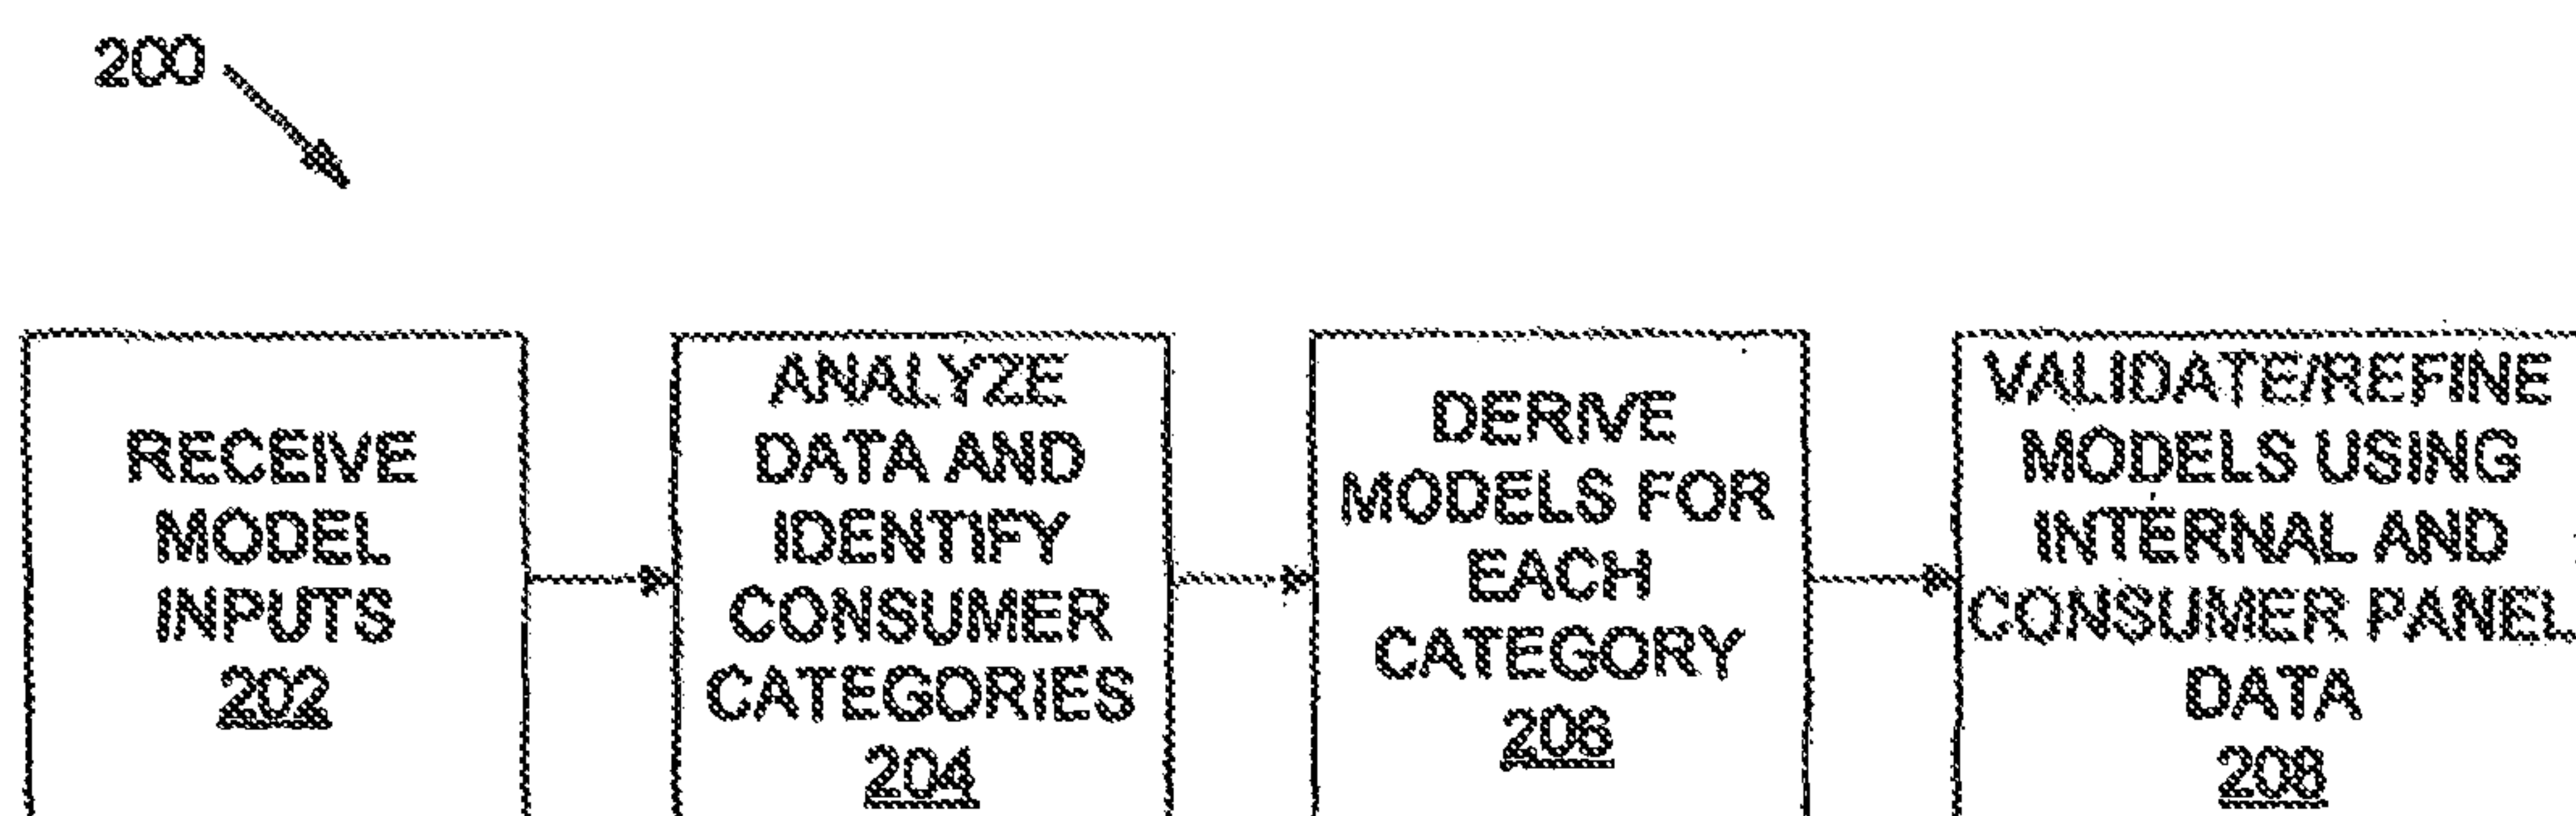 200
RECEIVE
MODEL
INPUTS
202
ANALYZE
DATA AND
IDENTIFY
CONSUMER
CATEGORIES
204
DERIVE
MODELS FOR
EACH
CATEGORY
206
VALIDATE/REFINE
MODELS USING
INTERNAL AND
CONSUMER PANEL
DATA
208